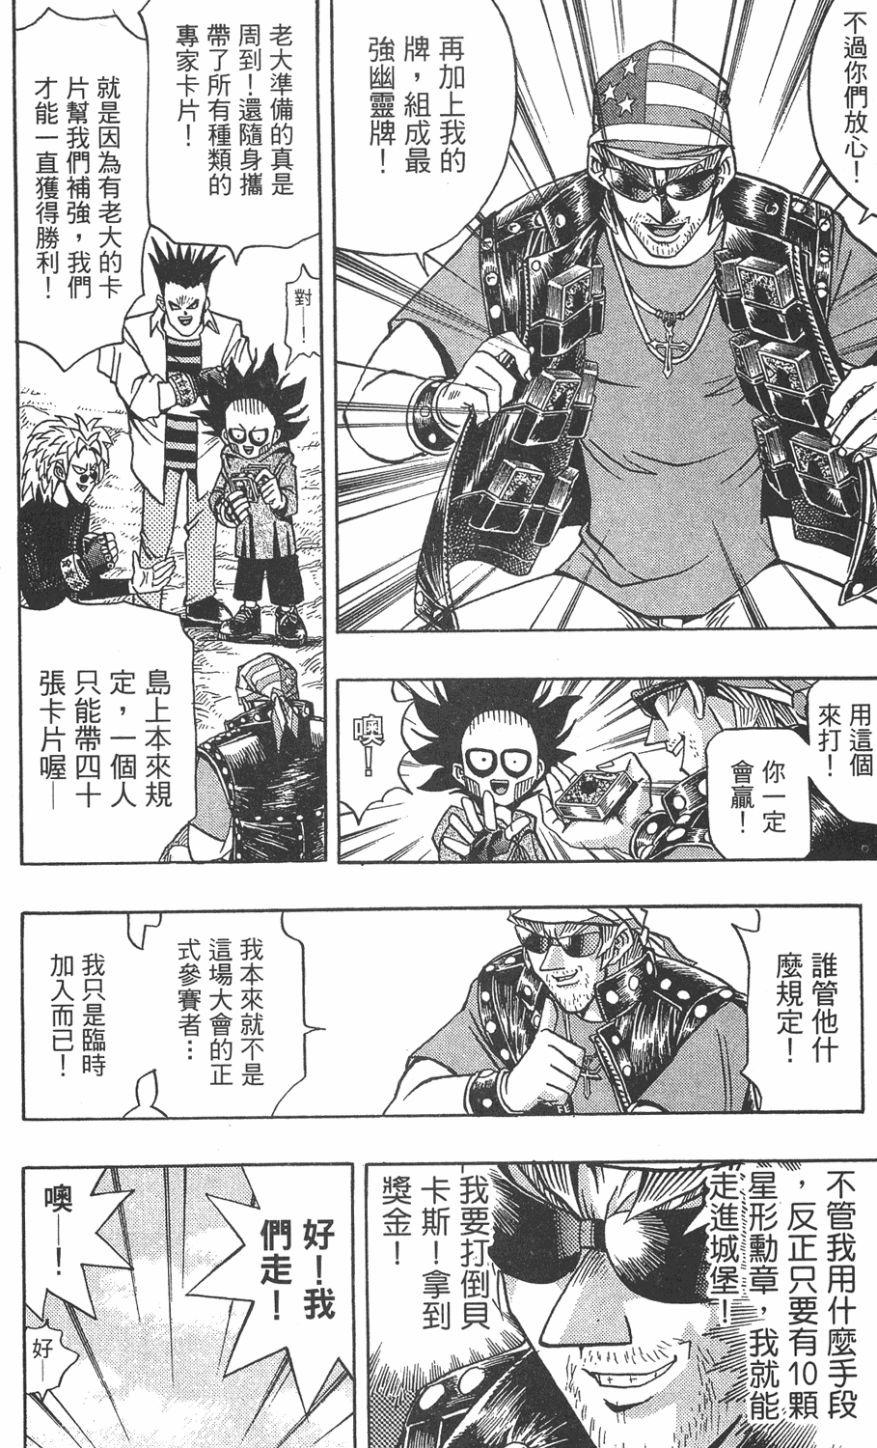 不過你們放心！
再加上我的
牌，組成最
強幽靈牌！
老大準備的真是
周到！還隨身攜
帶了所有種類的
專家卡片！
就是因為有老大的卡
片幫我們補強，我們
才能一直獲得勝利！
對—！
島上本來規
定，一個人
只能帶四十
張卡片喔—
用這個
來打！
你一定
會贏！
噢！
誰管他什
麼規定！
我本來就不是
這場大會的正
式參賽者…
我只是臨時
加入而已！
不管我用什麼手段
，反正只要有10顆
星形勳章，我就能
走進城堡！
我要打倒貝
卡斯！拿到
獎金！
好！我
們走！
噢—！
好—